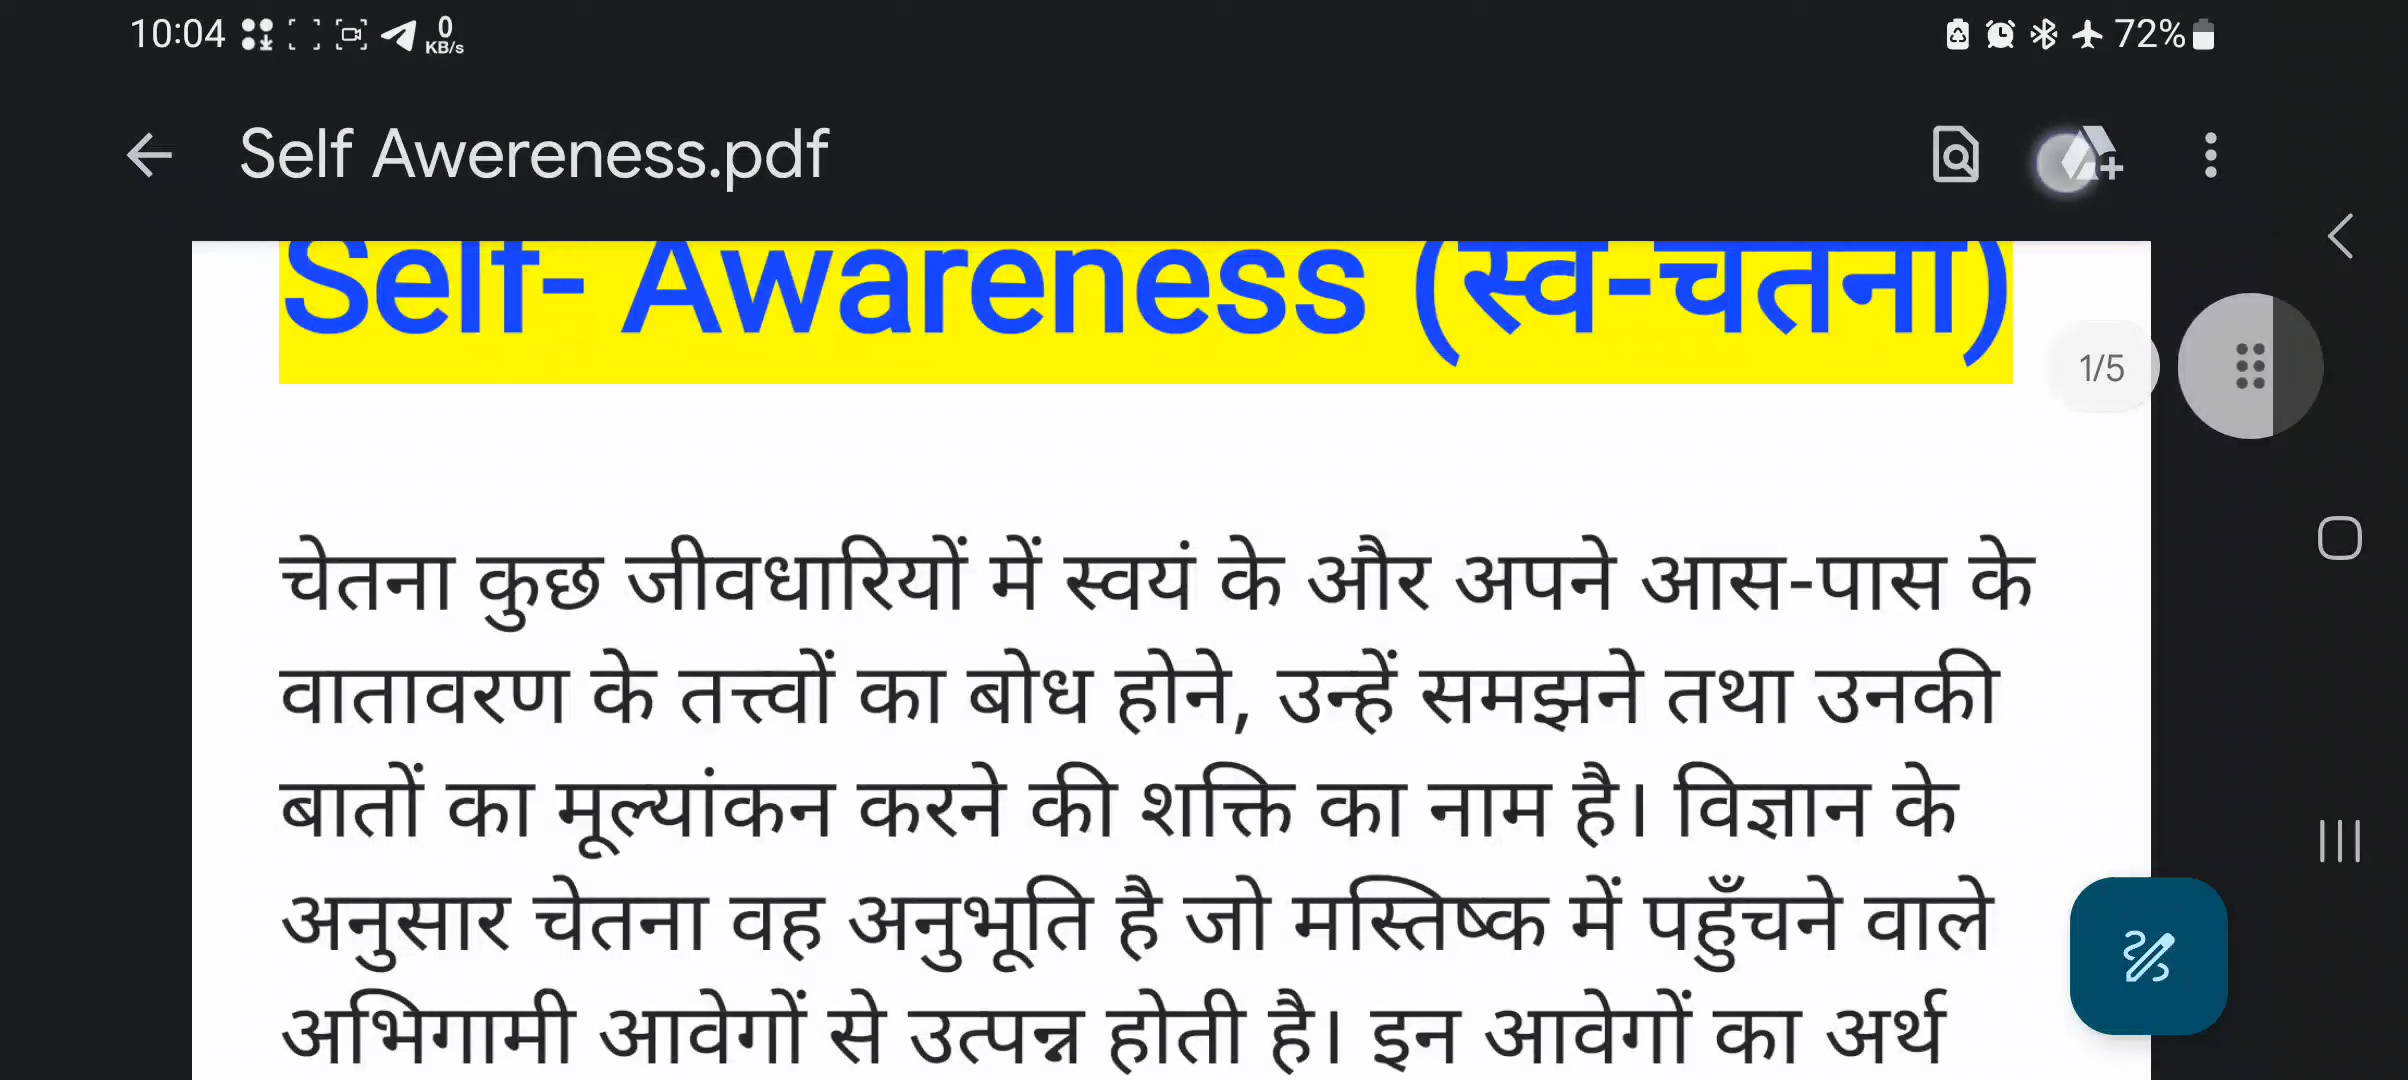 10:04 0 KB/s 72%
Self Awereness.pdf
Self- Awareness (स्व-चेतना)
1/5
चेतना कुछ जीवधारियों में स्वयं के और अपने आस-पास के
वातावरण के तत्त्वों का बोध होने, उन्हें समझने तथा उनकी
बातों का मूल्यांकन करने की शक्ति का नाम है। विज्ञान के
अनुसार चेतना वह अनुभूति है जो मस्तिष्क में पहुँचने वाले
अभिगामी आवेगों से उत्पन्न होती है। इन आवेगों का अर्थ